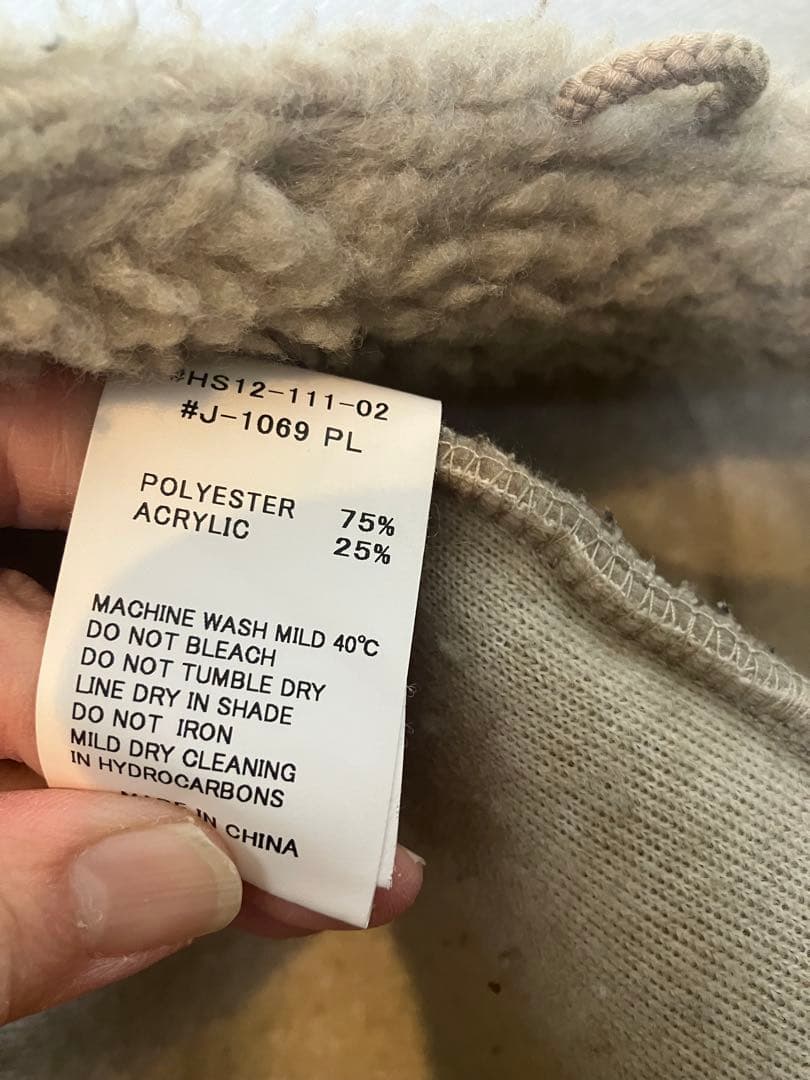 #HS12-111-02
#J-1069 PL
POLYESTER 75%
ACRYLIC 25%
MACHINE WASH MILD 40℃
DO NOT BLEACH
DO NOT TUMBLE DRY
LINE DRY IN SHADE
DO NOT IRON
MILD DRY CLEANING
IN HYDROCARBONS
MADE IN CHINA